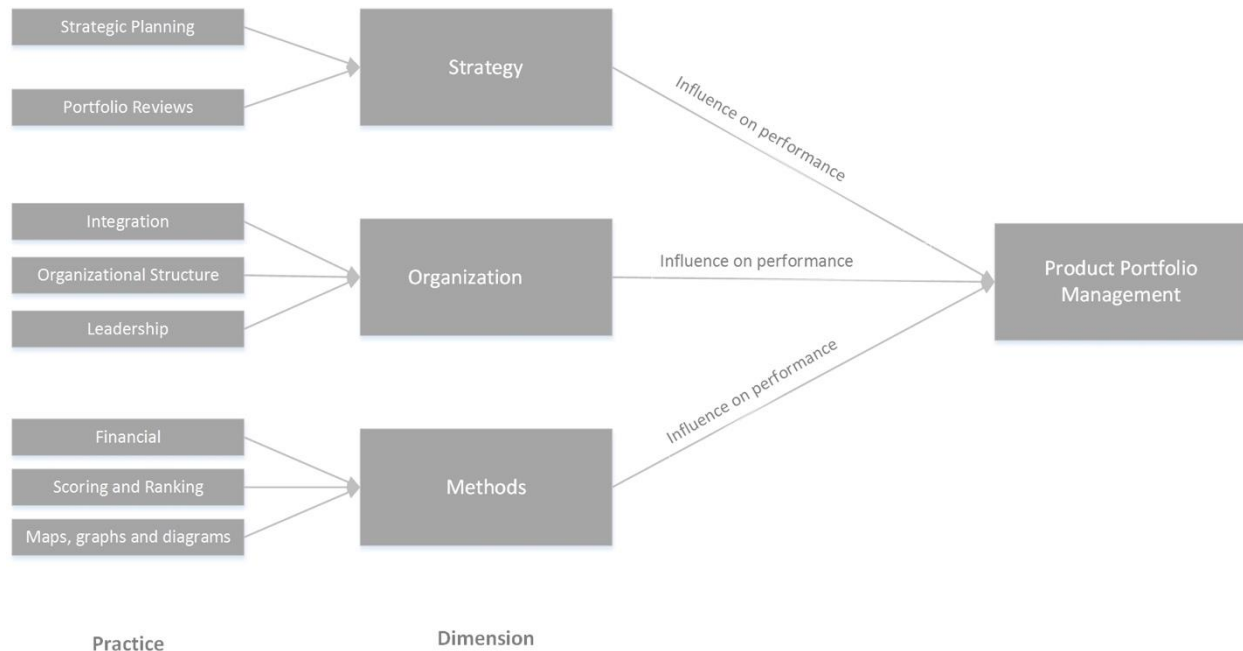 Strategic Planning
Portfolio Reviews
Strategy
Influence on performance
Integration
Organizational Structure
Leadership
Organization
Influence on performance
Product Portfolio
Management
Financial
Scoring and Ranking
Maps, graphs and diagrams
Methods
Influence on performance
Practice
Dimension